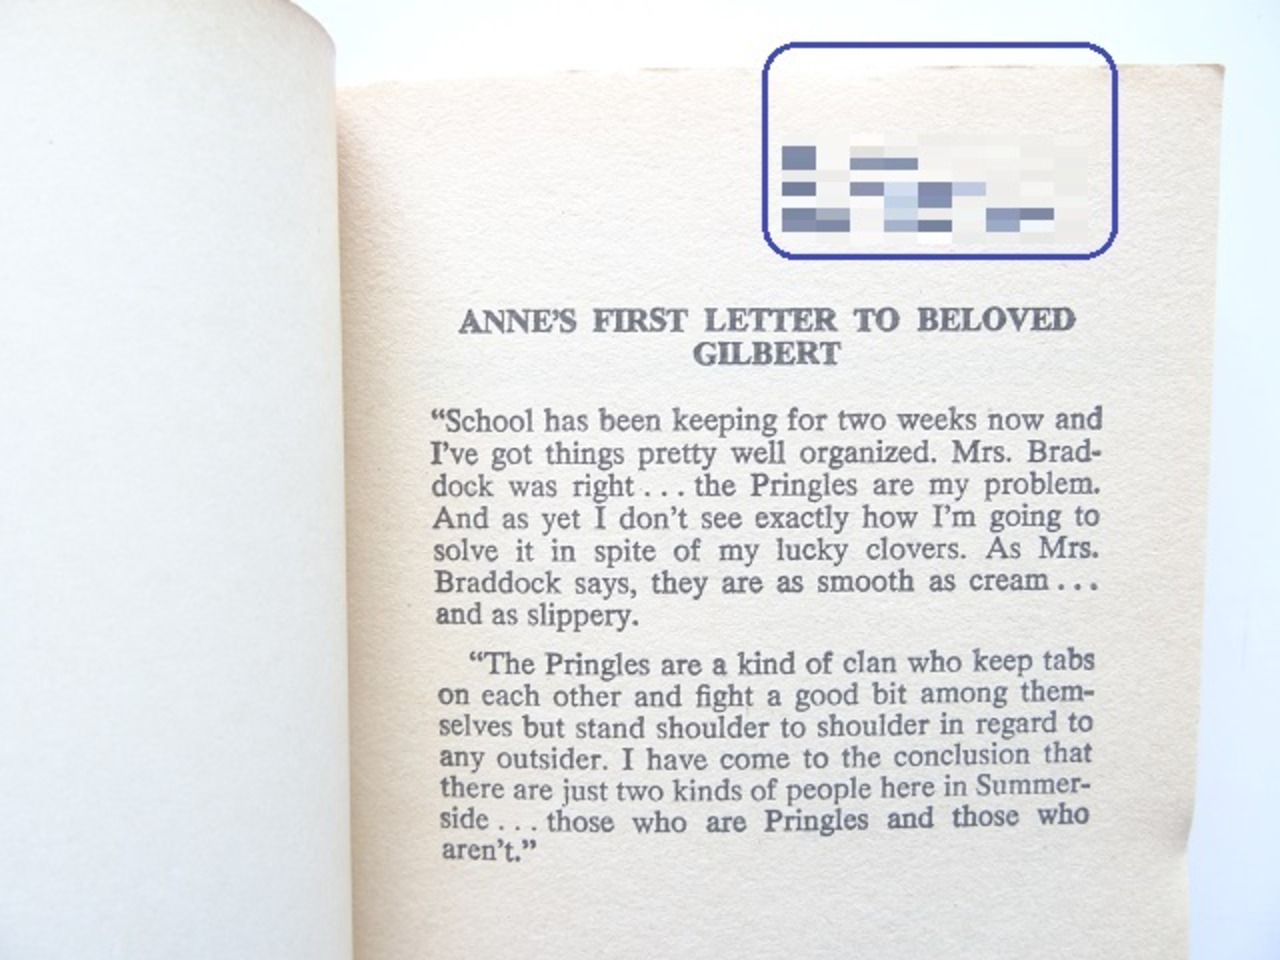 ANNE'S FIRST LETTER TO BELOVED
GILBERT
“School has been keeping for two weeks now and
I've got things pretty well organized. Mrs. Brad-
dock was right . . . the Pringles are my problem.
And as yet I don't see exactly how I'm going to
solve it in spite of my lucky clovers. As Mrs.
Braddock says, they are as smooth as cream . . .
and as slippery.
“The Pringles are a kind of clan who keep tabs
on each other and fight a good bit among them-
selves but stand shoulder to shoulder in regard to
any outsider. I have come to the conclusion that
there are just two kinds of people here in Summer-
side . . . those who are Pringles and those who
aren't.”